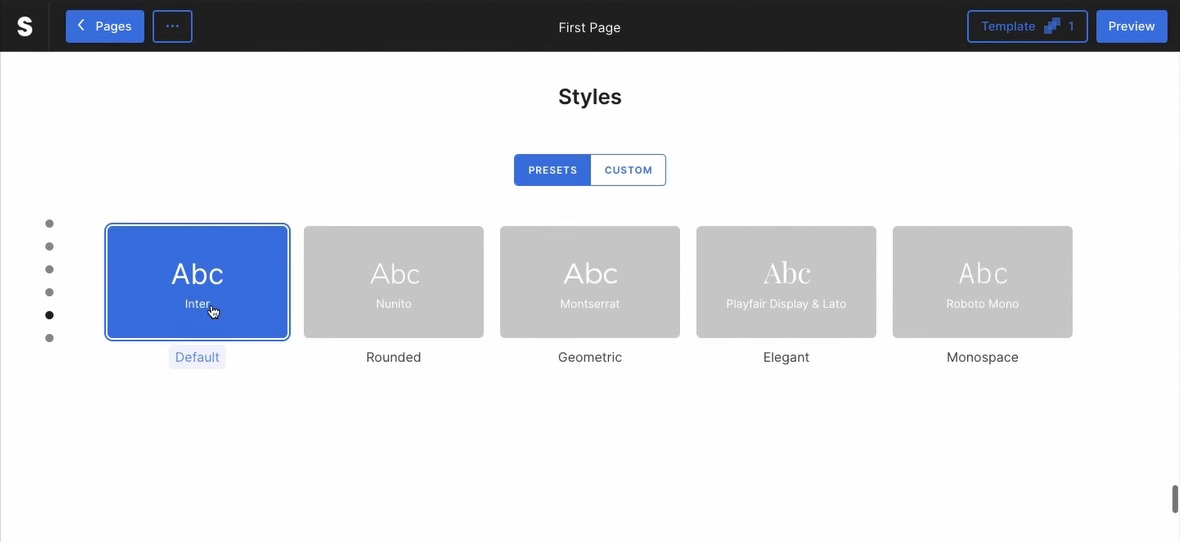 S
Pages
...
First Page
Template 1
Preview
Styles
PRESETS
CUSTOM
Abc
Inter
Default
Abc
Nunito
Rounded
Abc
Montserrat
Geometric
Abc
Playfair Display & Lato
Elegant
Abc
Roboto Mono
Monospace